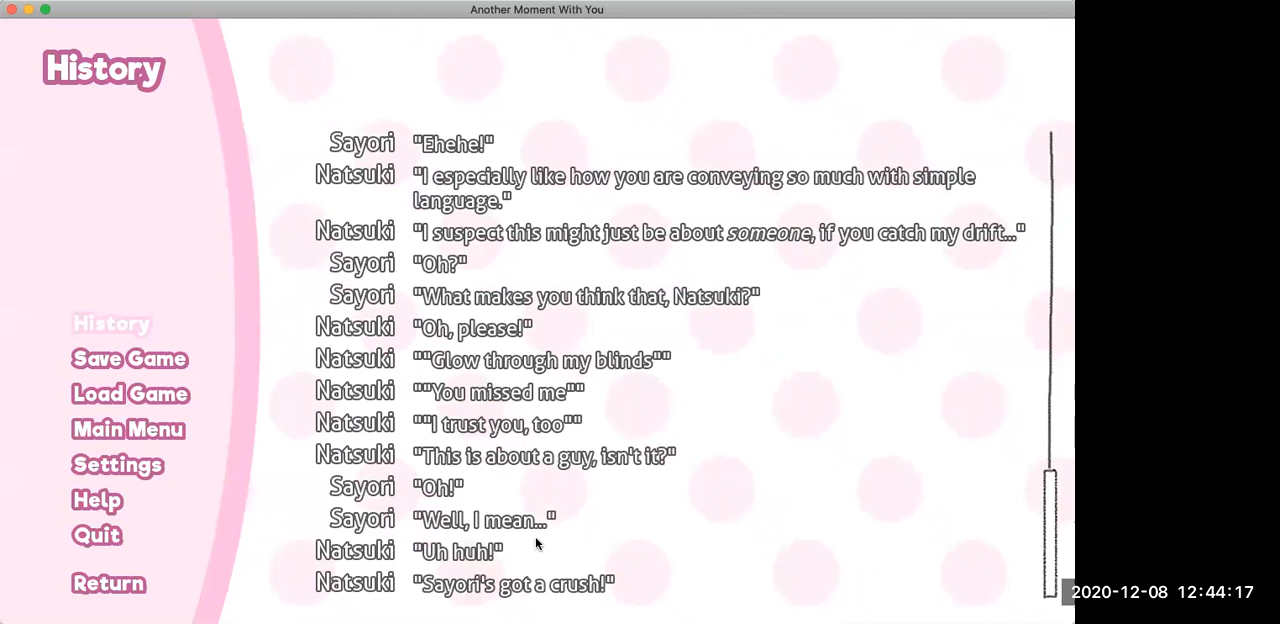 Another Moment With You
History
Sayori "Ehehe!"
Natsuki "I especially like how you are conveying so much with simple
language."
Natsuki "I suspect this might just be about someone, if you catch my drift..."
Sayori "Oh?"
Sayori "What makes you think that, Natsuki?"
Natsuki "Oh, please!"
Natsuki ""Glow through my blinds""
Natsuki ""You missed me""
Natsuki ""I trust you, too""
Natsuki "This is about a guy, isn't it?"
Sayori "Oh!"
Sayori "Well, I mean..."
Natsuki "Uh huh!"
Natsuki "Sayori's got a crush!"
History
Save Game
Load Game
Main Menu
Settings
Help
Quit
Return
2020-12-08 12:44:17